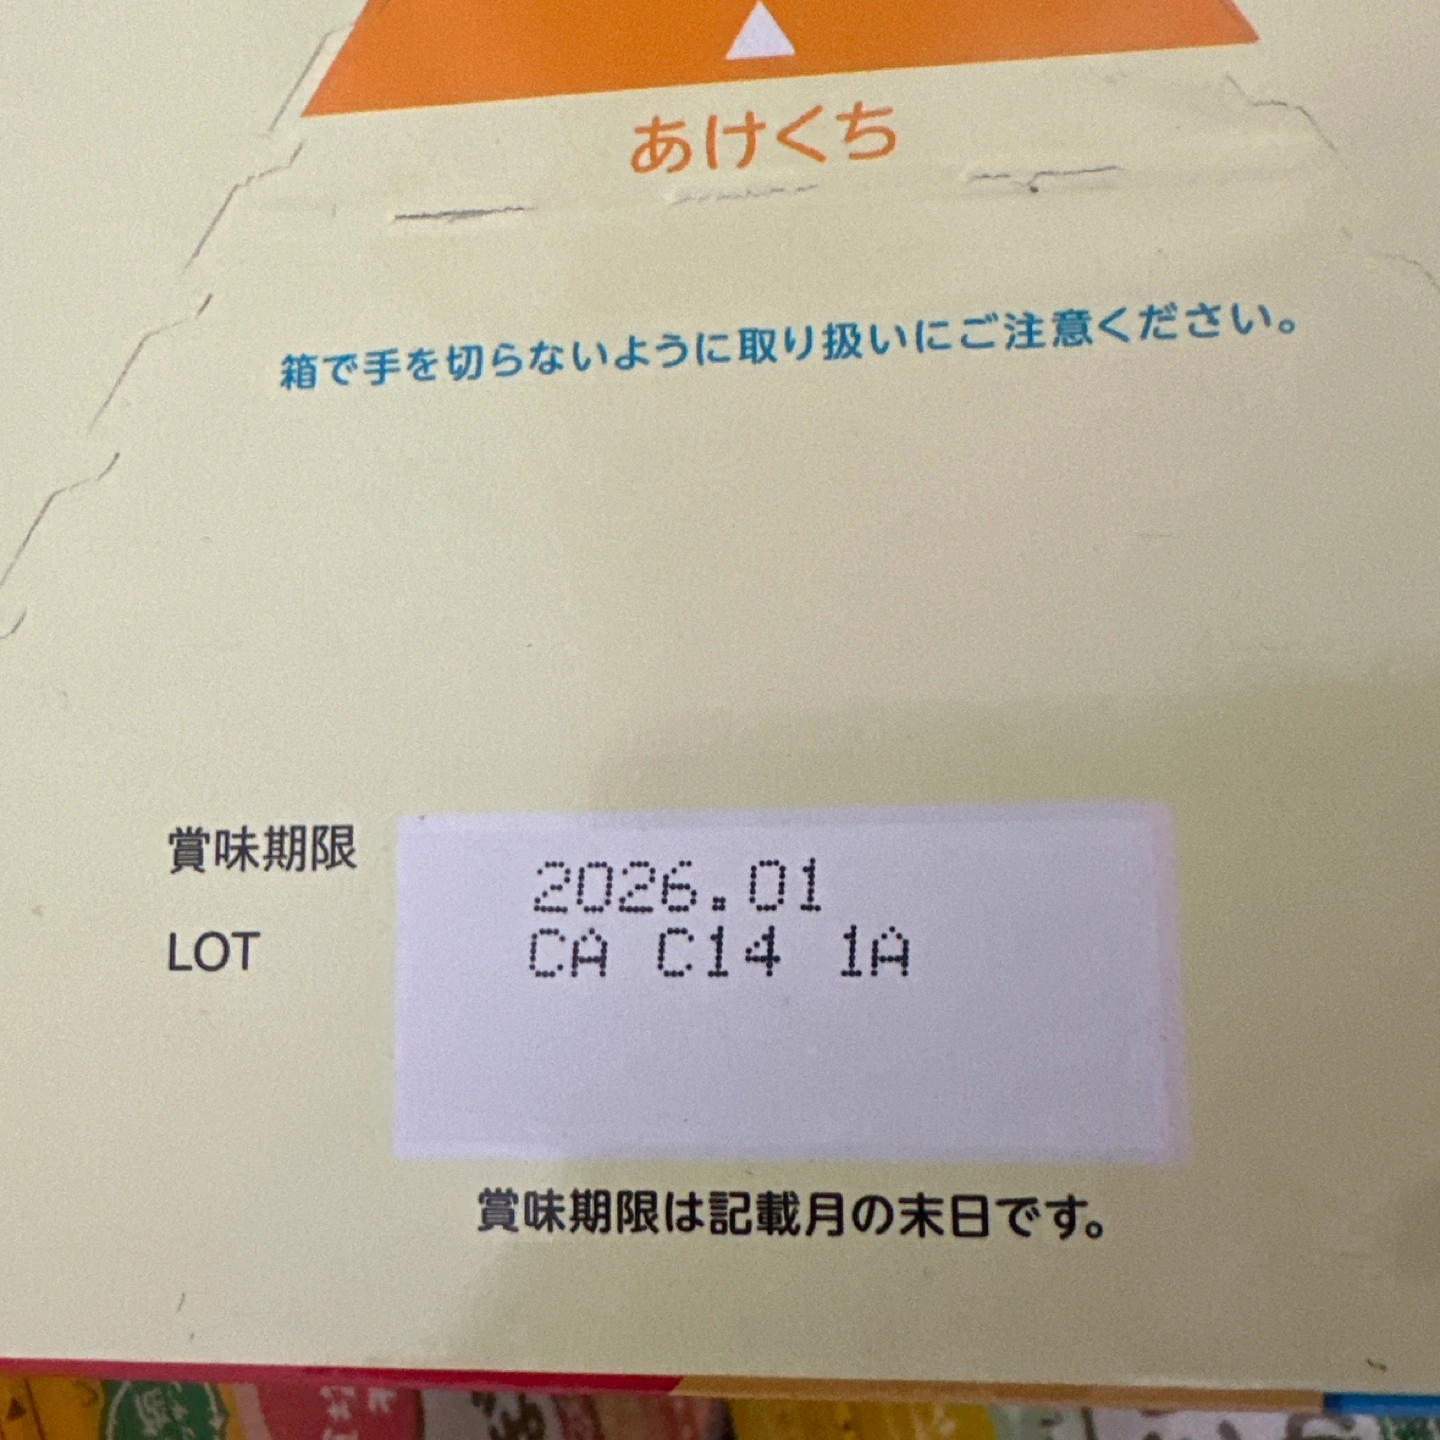 あけくち
箱で手を切らないように取り扱いにご注意ください。
賞味期限 2026.01
LOT CA C14 1A
賞味期限は記載月の末日です。